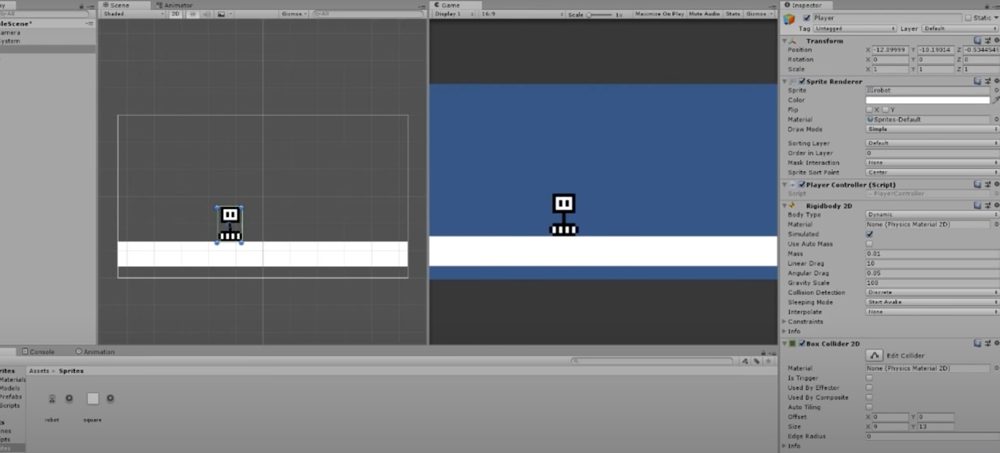 Scene Animator
Shaded 2D Gizmos All
leScene*
amera
ystem
Game
Display 1 16:9 Scale 1x Maximize On Play Mute Audio Stats Gizmos
Inspector
Player Static
Tag Untagged Layer Default
Transform
Position X -12.09999 Y -10.19014 Z -0.5344549
Rotation X 0 Y 0 Z 0
Scale X 1 Y 1 Z 1
Sprite Renderer
Sprite robot
Color
Flip X Y
Material Sprites-Default
Draw Mode Simple
Sorting Layer Default
Order in Layer 0
Mask Interaction None
Sprite Sort Point Center
Player Controller (Script)
Script PlayerController
Rigidbody 2D
Body Type Dynamic
Material None (Physics Material 2D)
Simulated
Use Auto Mass
Mass 0.01
Linear Drag 10
Angular Drag 0.05
Gravity Scale 100
Collision Detection Discrete
Sleeping Mode Start Awake
Interpolate None
Constraints
Info
Box Collider 2D
Edit Collider
Material None (Physics Material 2D)
Is Trigger
Used By Effector
Used By Composite
Auto Tiling
Offset X 0 Y 0
Size X 9 Y 13
Edge Radius 0
Info
Console Animation
Assets Sprites
rites
Materials
Models
Prefabs
Scripts
ts
nes
ipts
ites
robot square